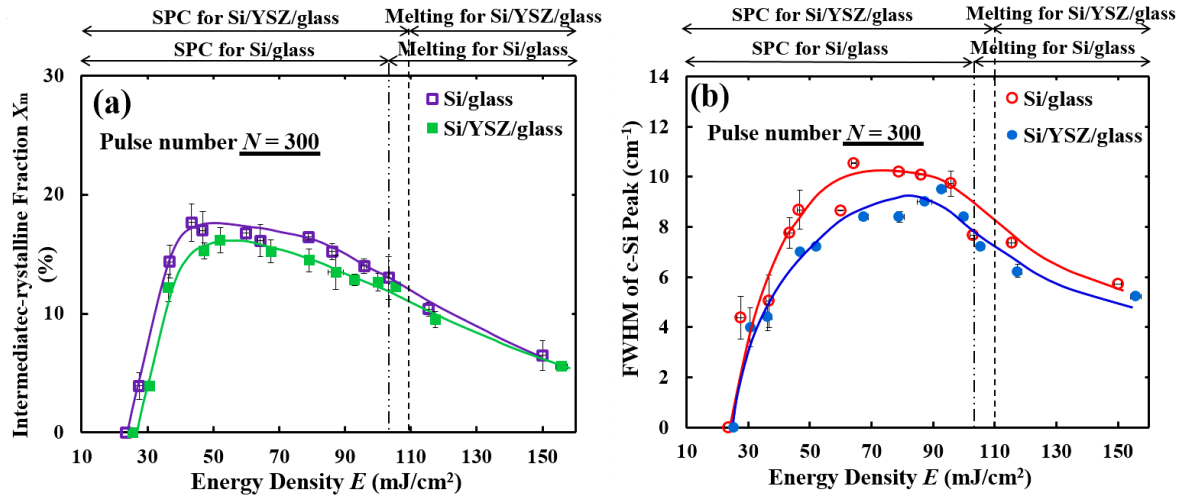 SPC for Si/YSZ/glass
Melting for Si/YSZ/glass
SPC for Si/glass
Melting for Si/glass
(a)
Si/glass
Si/YSZ/glass
Pulse number N = 300
Intermediatec-rystalline Fraction Xm
(%)
30
20
10
0
10 30 50 70 90 110 130 150
Energy Density E (mJ/cm²)
SPC for Si/YSZ/glass
Melting for Si/YSZ/glass
SPC for Si/glass
Melting for Si/glass
(b)
Si/glass
Si/YSZ/glass
Pulse number N = 300
FWHM of c-Si Peak (cm⁻¹)
14
12
10
8
6
4
2
0
10 30 50 70 90 110 130 150
Energy Density E (mJ/cm²)